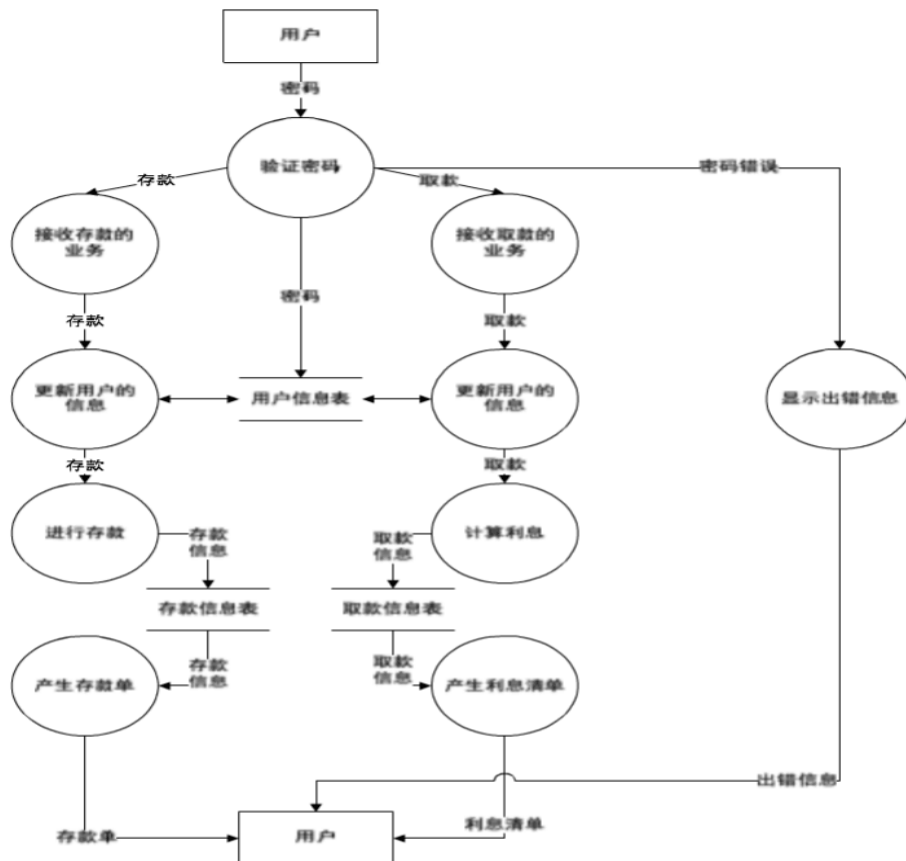 用户
密码
验证密码
存款
取款
密码错误
接收存款的
业务
接收取款的
业务
密码
存款
取款
更新用户的
信息
用户信息表
更新用户的
信息
显示出错信息
存款
取款
进行存款
存款
信息
取款
信息
计算利息
存款信息表
取款信息表
产生存款单
存款
信息
取款
信息
产生利息清单
出错信息
存款单
用户
利息清单